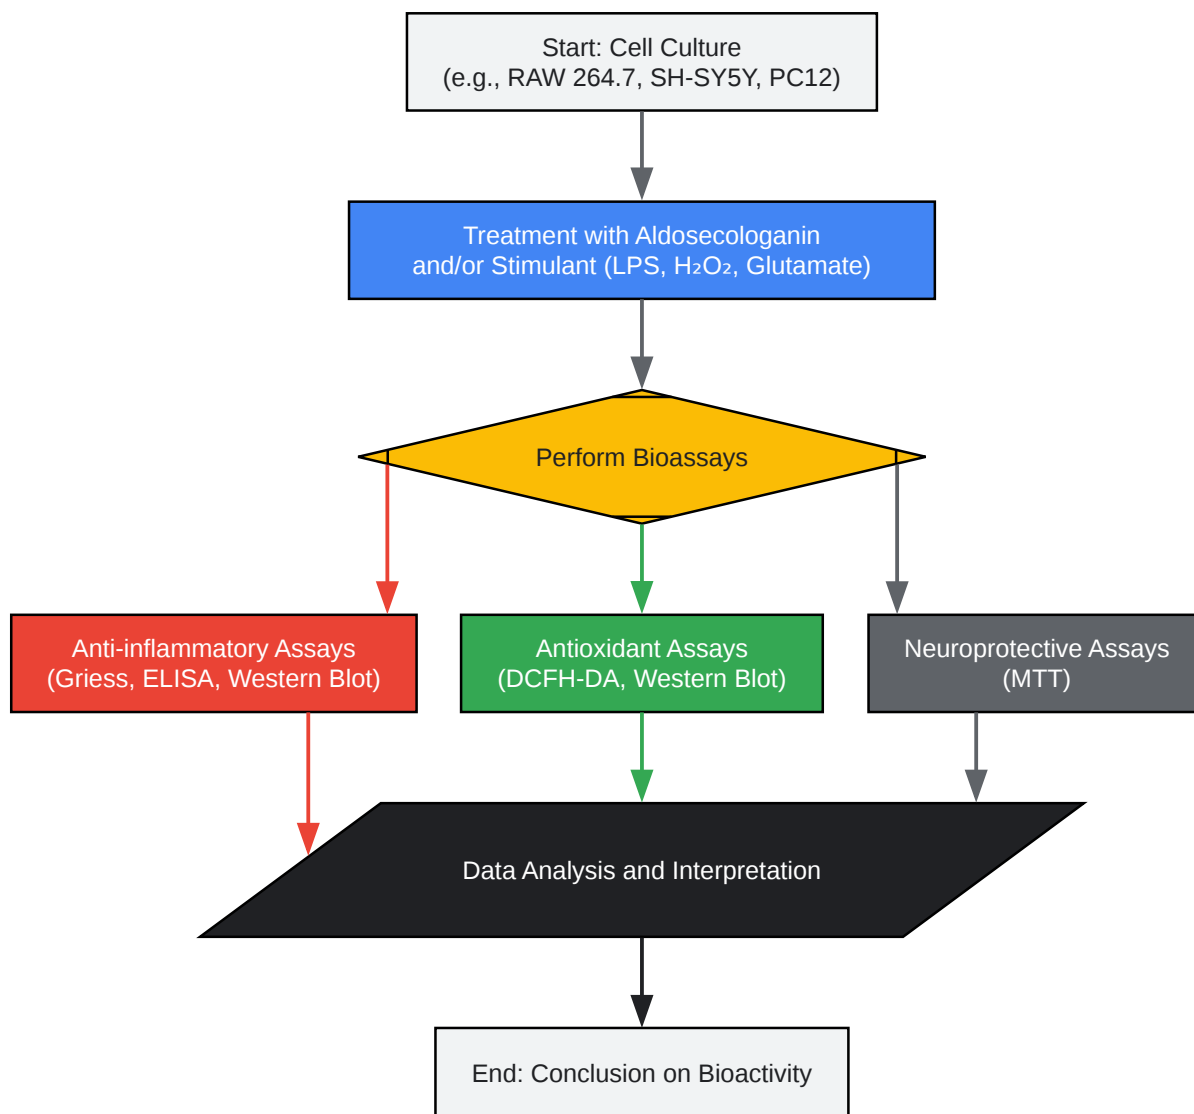 Start: Cell Culture
(e.g., RAW 264.7, SH-SY5Y, PC12)
Treatment with Aldosecologanin
and/or Stimulant (LPS, H₂O₂, Glutamate)
Perform Bioassays
Anti-inflammatory Assays
(Griess, ELISA, Western Blot)
Antioxidant Assays
(DCFH-DA, Western Blot)
Neuroprotective Assays
(MTT)
Data Analysis and Interpretation
End: Conclusion on Bioactivity